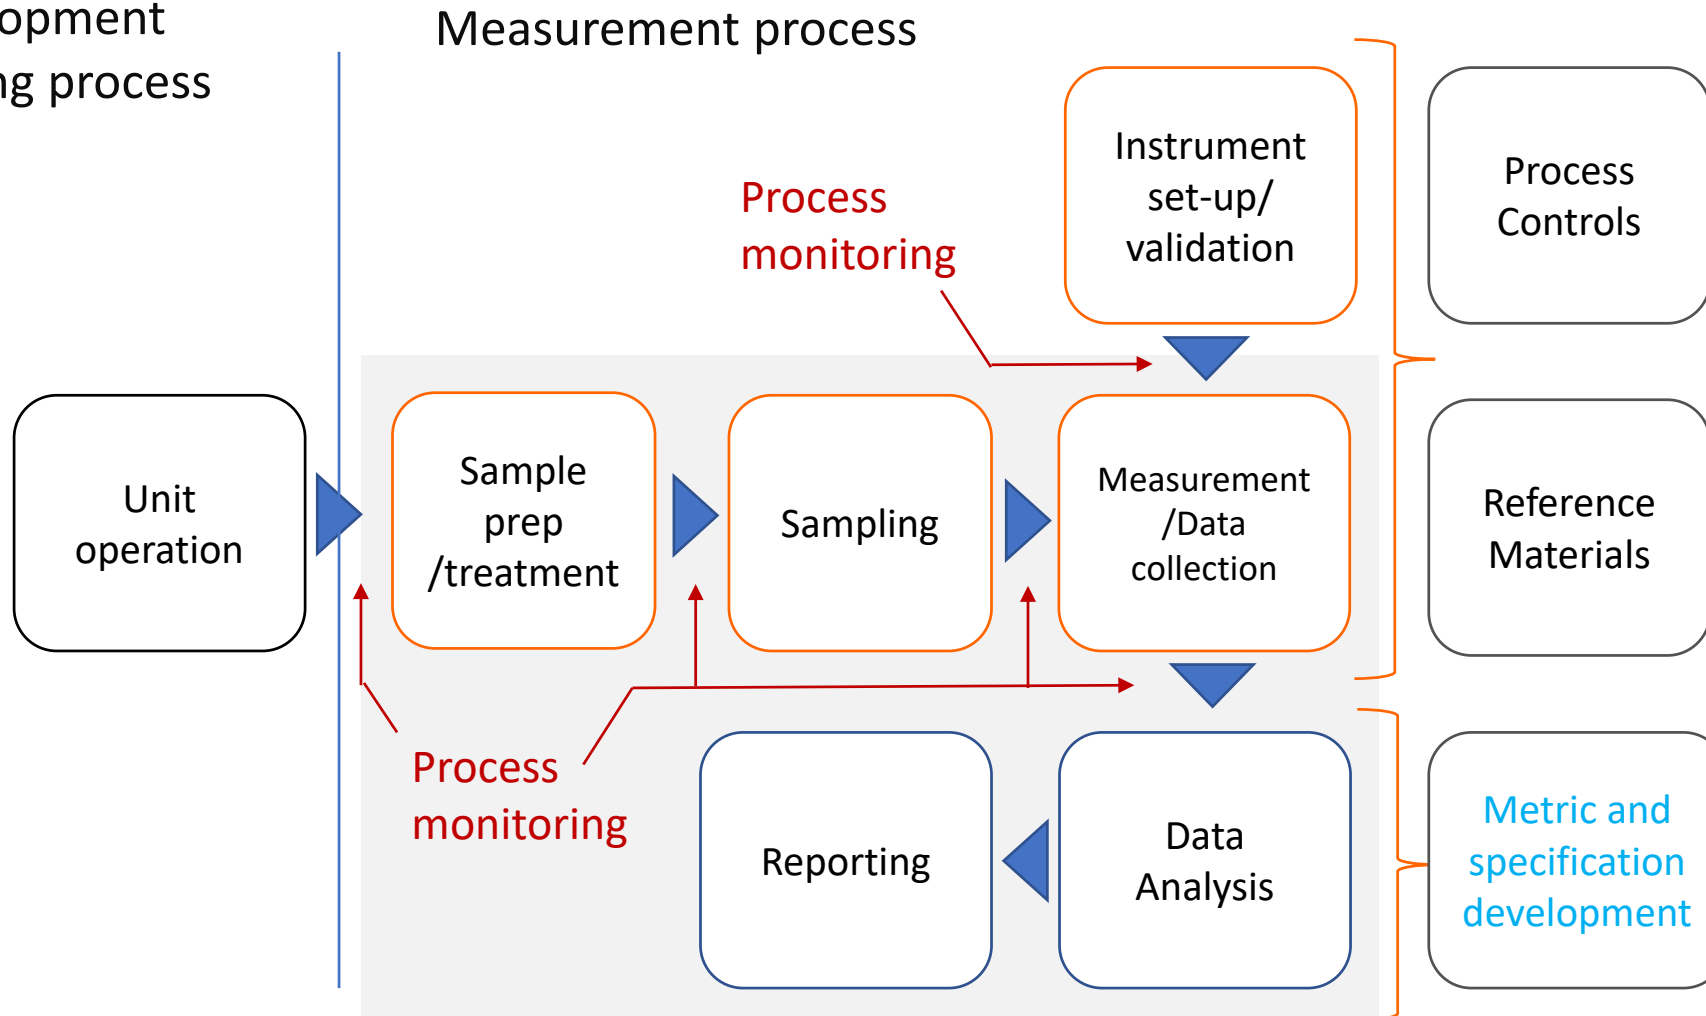 opment
ng process
Measurement process
Process
monitoring
Instrument
set-up/
validation
Process
Controls
Unit
operation
Sample
prep
/treatment
Sampling
Measurement
/Data
collection
Reference
Materials
Process
monitoring
Reporting
Data
Analysis
Metric and
specification
development